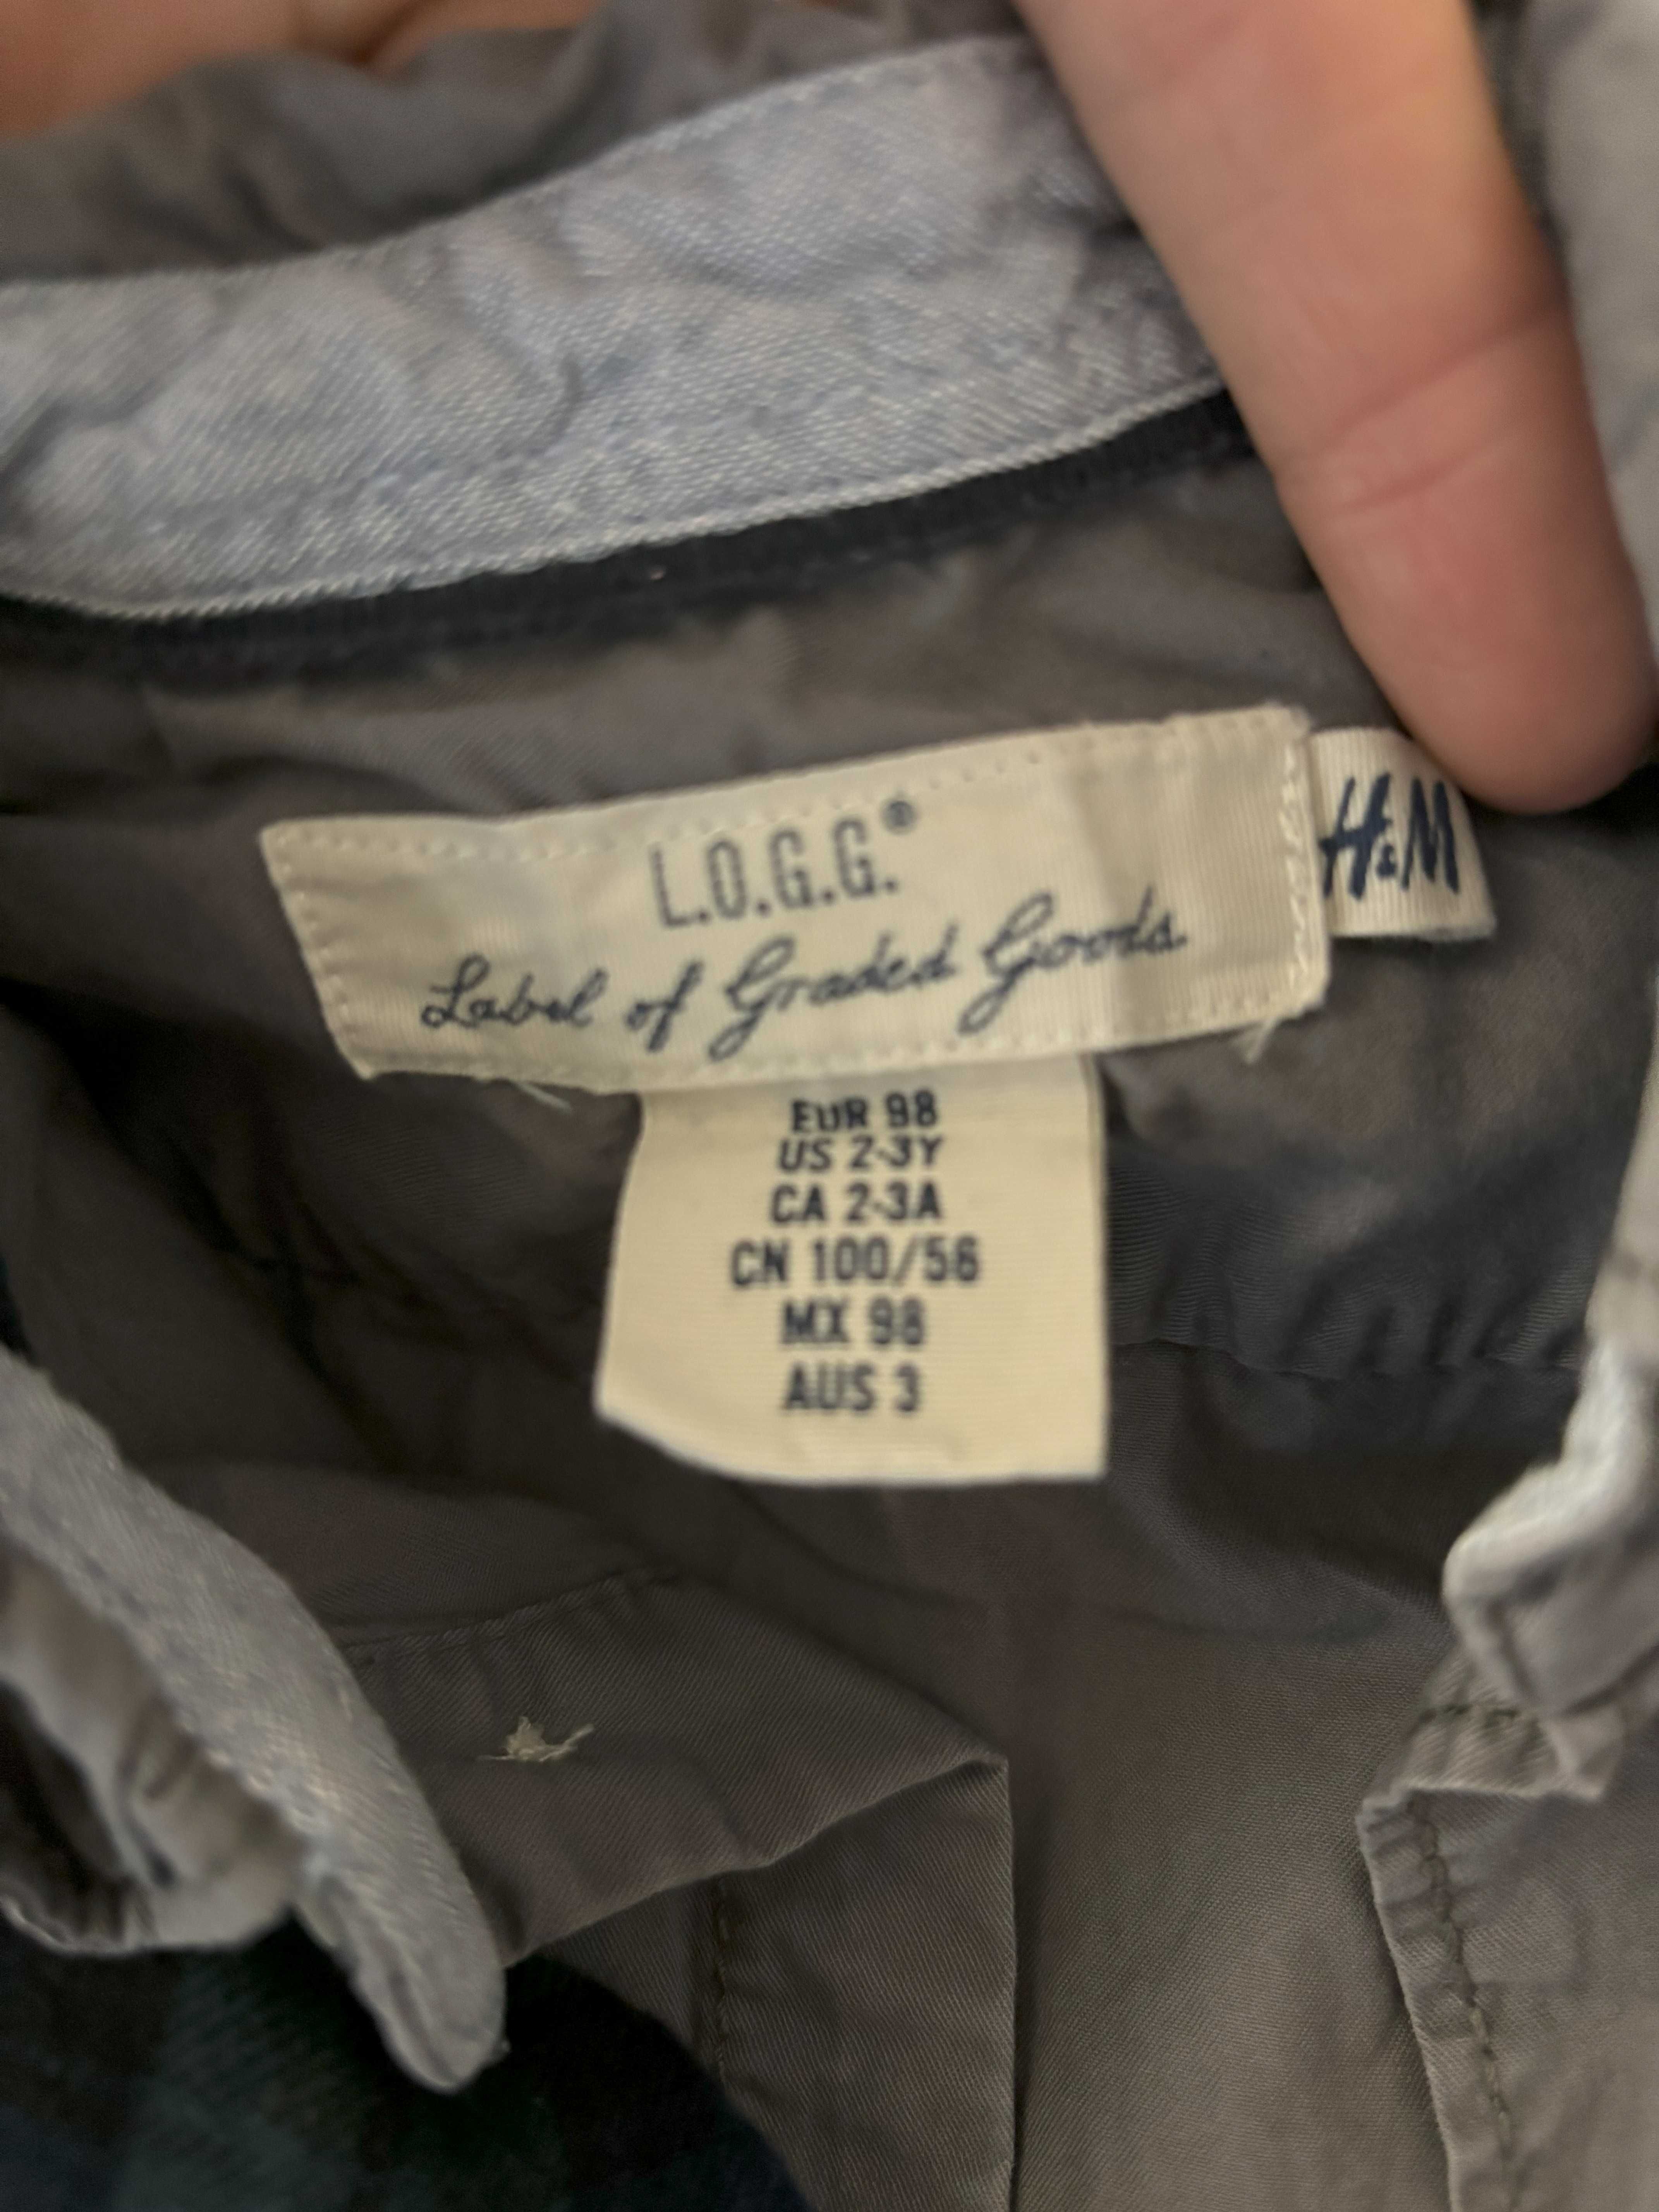 L.O.G.G.®
Label of Graded Goods
H&M
EUR 98
US 2-3Y
CA 2-3A
CN 100/56
MX 98
AUS 3